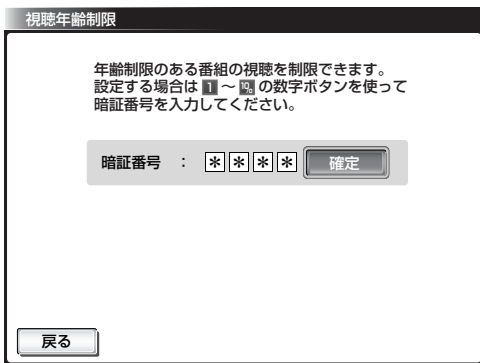 視聴年齢制限
年齢制限のある番組の視聴を制限できます。
設定する場合は 1 ～ 10 の数字ボタンを使って
暗証番号を入力してください。
暗証番号 ： ＊ ＊ ＊ ＊ 確定
戻る